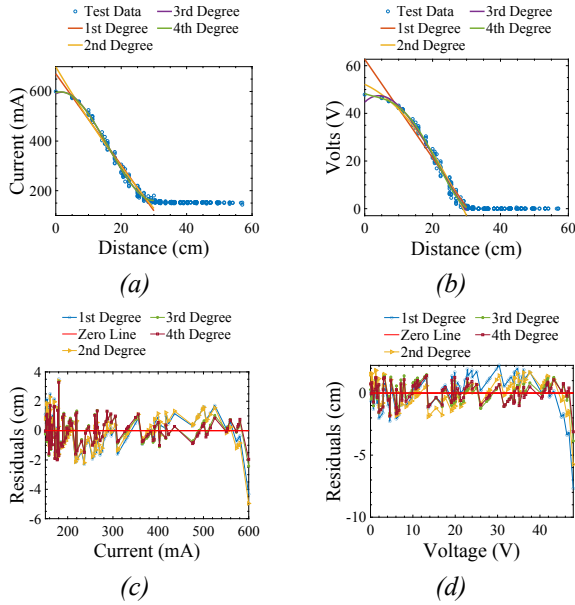 Test Data 3rd Degree
1st Degree 4th Degree
2nd Degree
Current (mA)
600
400
200
0 20 40 60
Distance (cm)
(a)
Test Data 3rd Degree
1st Degree 4th Degree
2nd Degree
Volts (V)
60
40
20
0
0 20 40 60
Distance (cm)
(b)
1st Degree 3rd Degree
Zero Line 4th Degree
2nd Degree
Residuals (cm)
4
2
0
-2
-4
-6
200 300 400 500 600
Current (mA)
(c)
1st Degree 3rd Degree
Zero Line 4th Degree
2nd Degree
Residuals (cm)
0
-5
-10
0 10 20 30 40
Voltage (V)
(d)